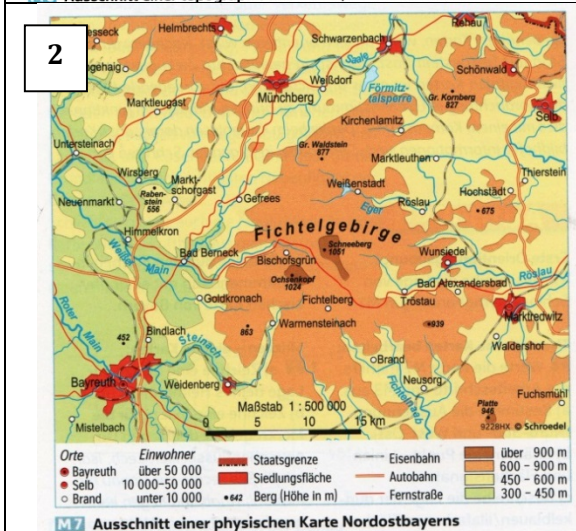 2
Helmbrechts
Rehau
Schwarzenbach
Saale
Schönwald
Münchberg
Weißdorf
Förmitz-
talsperre
Gr. Kornberg
827
Marktleugast
Selb
Kirchenlamitz
Untersteinach
Gr. Waldstein
877
Marktleuthen
Wirsberg
Markt-
schorgast
Thierstein
Raben-
stein
556
Weißenstadt
Hochstädt
Neuenmarkt
Gefrees
Eger
Röslau
675
Himmelkron
Fichtelgebirge
Weißer
Main
Schneeberg
1051
Wunsiedel
Bad Berneck
Bischofsgrün
Röslau
Ochsenkopf
1024
Bad Alexandersbad
Goldkronach
Fichtelberg
Tröstau
Roter
Main
Marktredwitz
452
Bindlach
863
Warmensteinach
939
Steinach
Waldershof
Bayreuth
Brand
Weidenberg
Fichtelnaab
Neusorg
Fuchsmühl
Maßstab 1 : 500 000
Platte
946
Mistelbach
0 5 10 15 km
9228HX © Schroedel
Orte Einwohner
Bayreuth über 50 000
Selb 10 000-50 000
Brand unter 10 000
Staatsgrenze
Siedlungsfläche
642 Berg (Höhe in m)
Eisenbahn
Autobahn
Fernstraße
über 900 m
600 - 900 m
450 - 600 m
300 - 450 m
M7 Ausschnitt einer physischen Karte Nordostbayerns